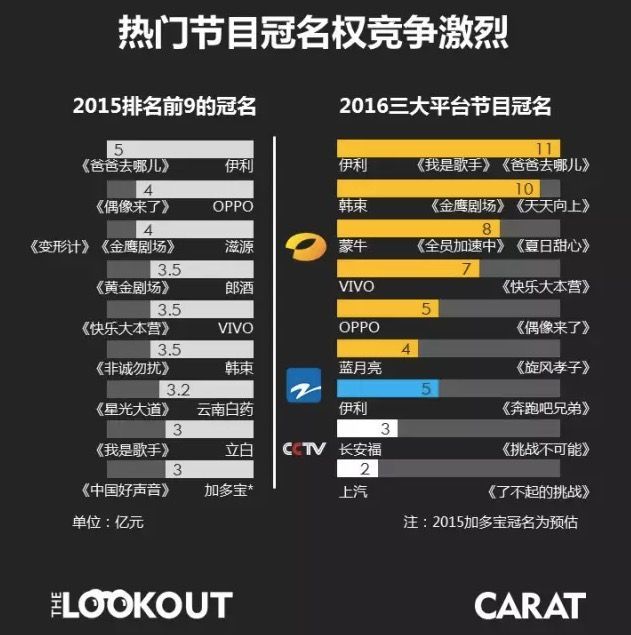 热门节目冠名权竞争激烈
2015排名前9的冠名
5
《爸爸去哪儿》 伊利
4
《偶像来了》 OPPO
4
《变形计》《金鹰剧场》 滋源
3.5
《黄金剧场》 郎酒
3.5
《快乐大本营》 VIVO
3.5
《非诚勿扰》 韩束
3.2
《星光大道》 云南白药
3
《我是歌手》 立白
3
《中国好声音》 加多宝*
单位：亿元
2016三大平台节目冠名
11
伊利 《我是歌手》《爸爸去哪儿》
10
韩束 《金鹰剧场》《天天向上》
8
蒙牛 《全员加速中》《夏日甜心》
7
VIVO 《快乐大本营》
5
OPPO 《偶像来了》
4
蓝月亮 《旋风孝子》
5
伊利 《奔跑吧兄弟》
CCTV
3
长安福 《挑战不可能》
2
上汽 《了不起的挑战》
注：2015加多宝冠名为预估
THE LOOKOUT
CARAT